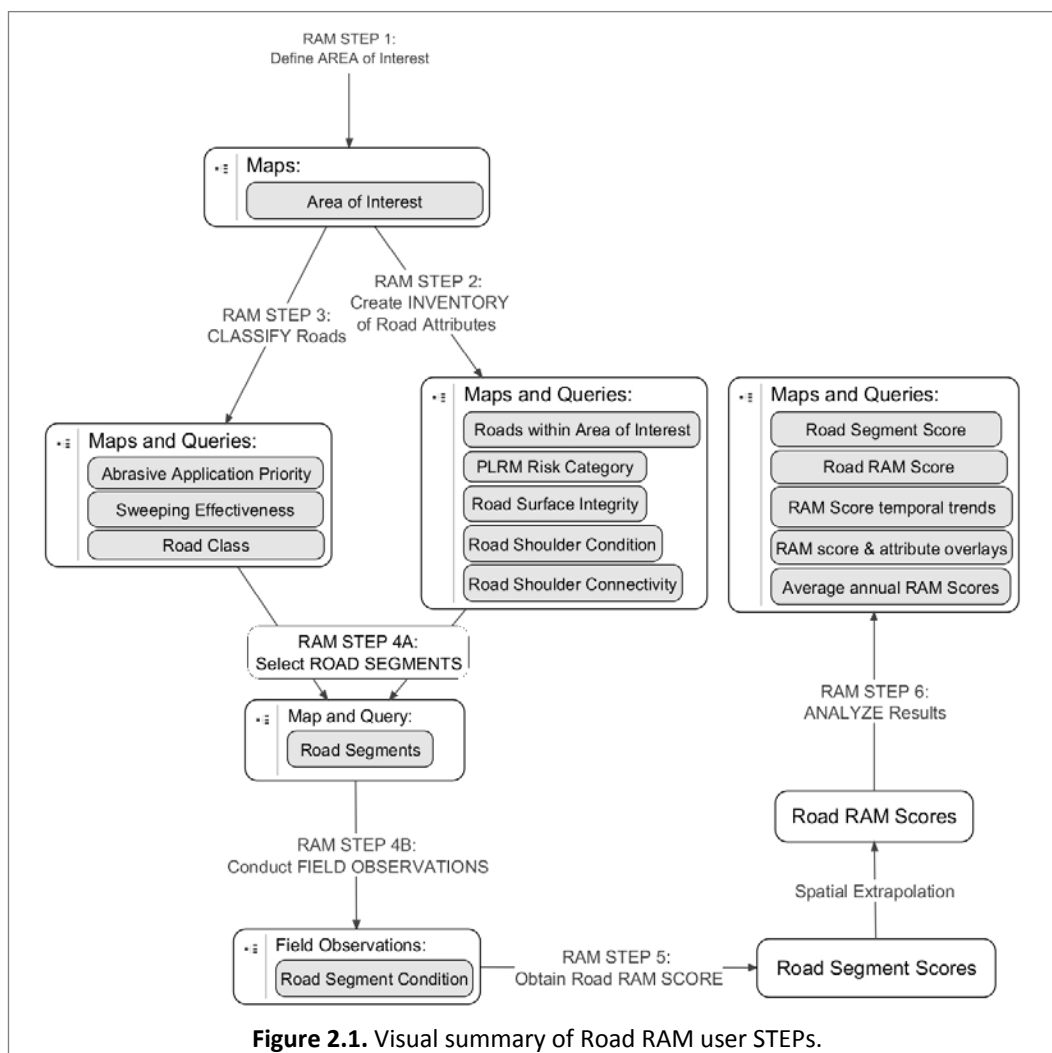 RAM STEP 1:
Define AREA of Interest
Maps:
Area of Interest
RAM STEP 2:
Create INVENTORY
of Road Attributes
RAM STEP 3:
CLASSIFY Roads
Maps and Queries:
Abrasive Application Priority
Sweeping Effectiveness
Road Class
Maps and Queries:
Roads within Area of Interest
PLRM Risk Category
Road Surface Integrity
Road Shoulder Condition
Road Shoulder Connectivity
Maps and Queries:
Road Segment Score
Road RAM Score
RAM Score temporal trends
RAM score & attribute overlays
Average annual RAM Scores
RAM STEP 4A:
Select ROAD SEGMENTS
Map and Query:
Road Segments
RAM STEP 4B:
Conduct FIELD OBSERVATIONS
Field Observations:
Road Segment Condition
RAM STEP 5:
Obtain Road RAM SCORE
Road Segment Scores
Spatial Extrapolation
Road RAM Scores
RAM STEP 6:
ANALYZE Results
Figure 2.1. Visual summary of Road RAM user STEPs.